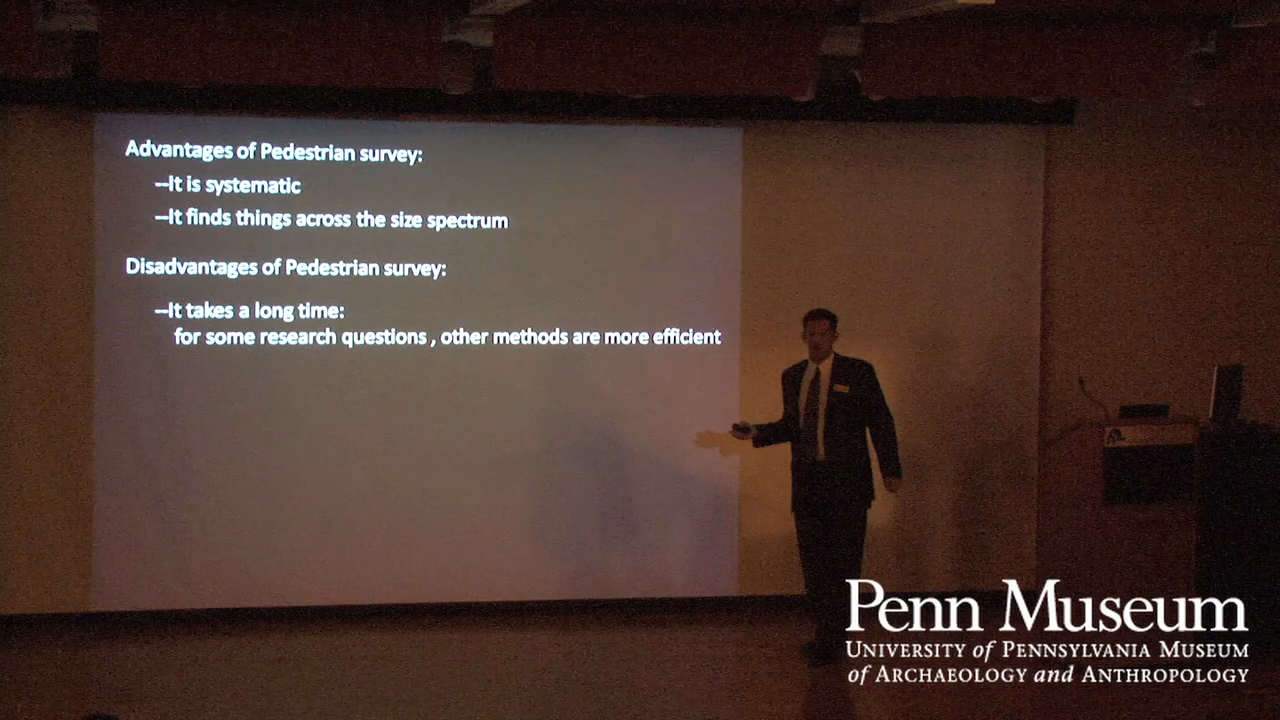 Advantages of Pedestrian survey:
--It is systematic
--It finds things across the size spectrum
Disadvantages of Pedestrian survey:
--It takes a long time:
for some research questions , other methods are more efficient
Penn Museum
University of Pennsylvania Museum
of Archaeology and Anthropology